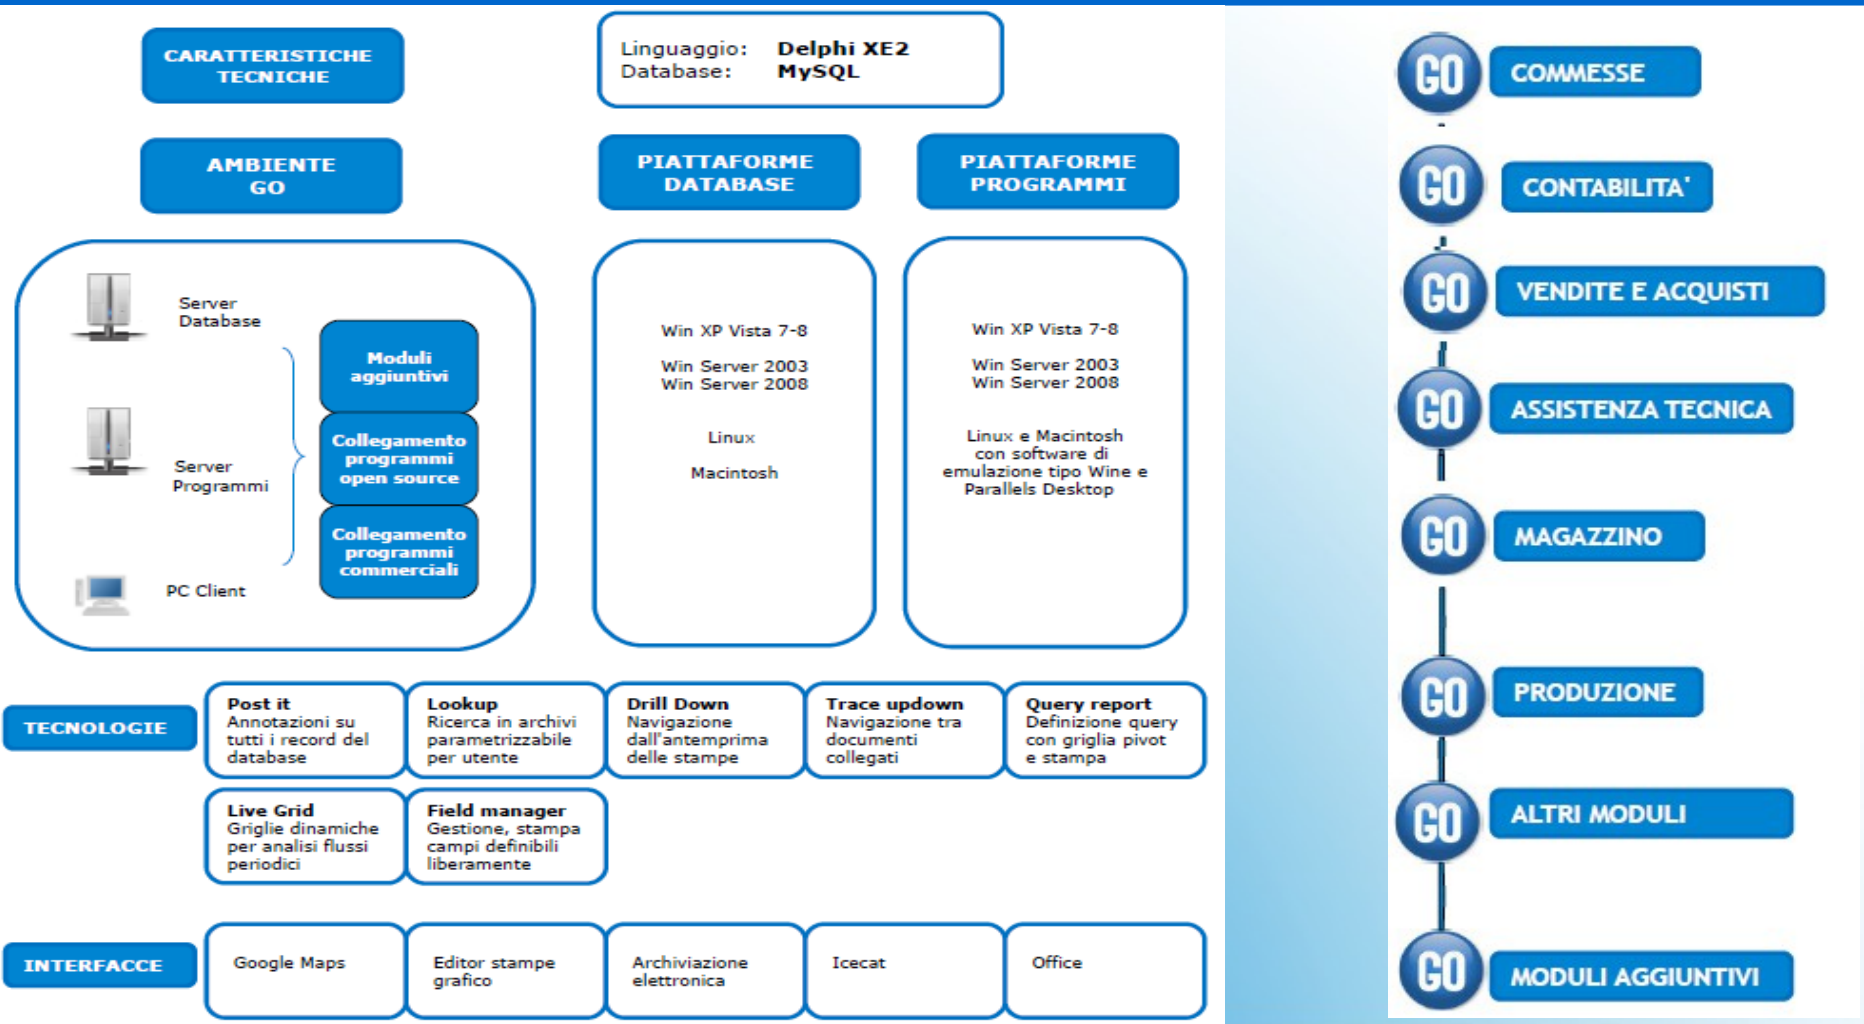 CARATTERISTICHE
TECNICHE
Linguaggio: Delphi XE2
Database: MySQL
AMBIENTE
GO
PIATTAFORME
DATABASE
PIATTAFORME
PROGRAMMI
Server
Database
Server
Programmi
PC Client
Moduli
aggiuntivi
Collegamento
programmi
open source
Collegamento
programmi
commerciali
Win XP Vista 7-8
Win Server 2003
Win Server 2008
Linux
Macintosh
Win XP Vista 7-8
Win Server 2003
Win Server 2008
Linux e Macintosh
con software di
emulazione tipo Wine e
Parallels Desktop
TECNOLOGIE
Post it
Annotazioni su
tutti i record del
database
Lookup
Ricerca in archivi
parametrizzabile
per utente
Drill Down
Navigazione
dall'antemprima
delle stampe
Trace updown
Navigazione tra
documenti
collegati
Query report
Definizione query
con griglia pivot
e stampa
Live Grid
Griglie dinamiche
per analisi flussi
periodici
Field manager
Gestione, stampa
campi definibili
liberamente
INTERFACCE
Google Maps
Editor stampe
grafico
Archiviazione
elettronica
Icecat
Office
GO COMMESSE
GO CONTABILITA'
GO VENDITE E ACQUISTI
GO ASSISTENZA TECNICA
GO MAGAZZINO
GO PRODUZIONE
GO ALTRI MODULI
GO MODULI AGGIUNTIVI